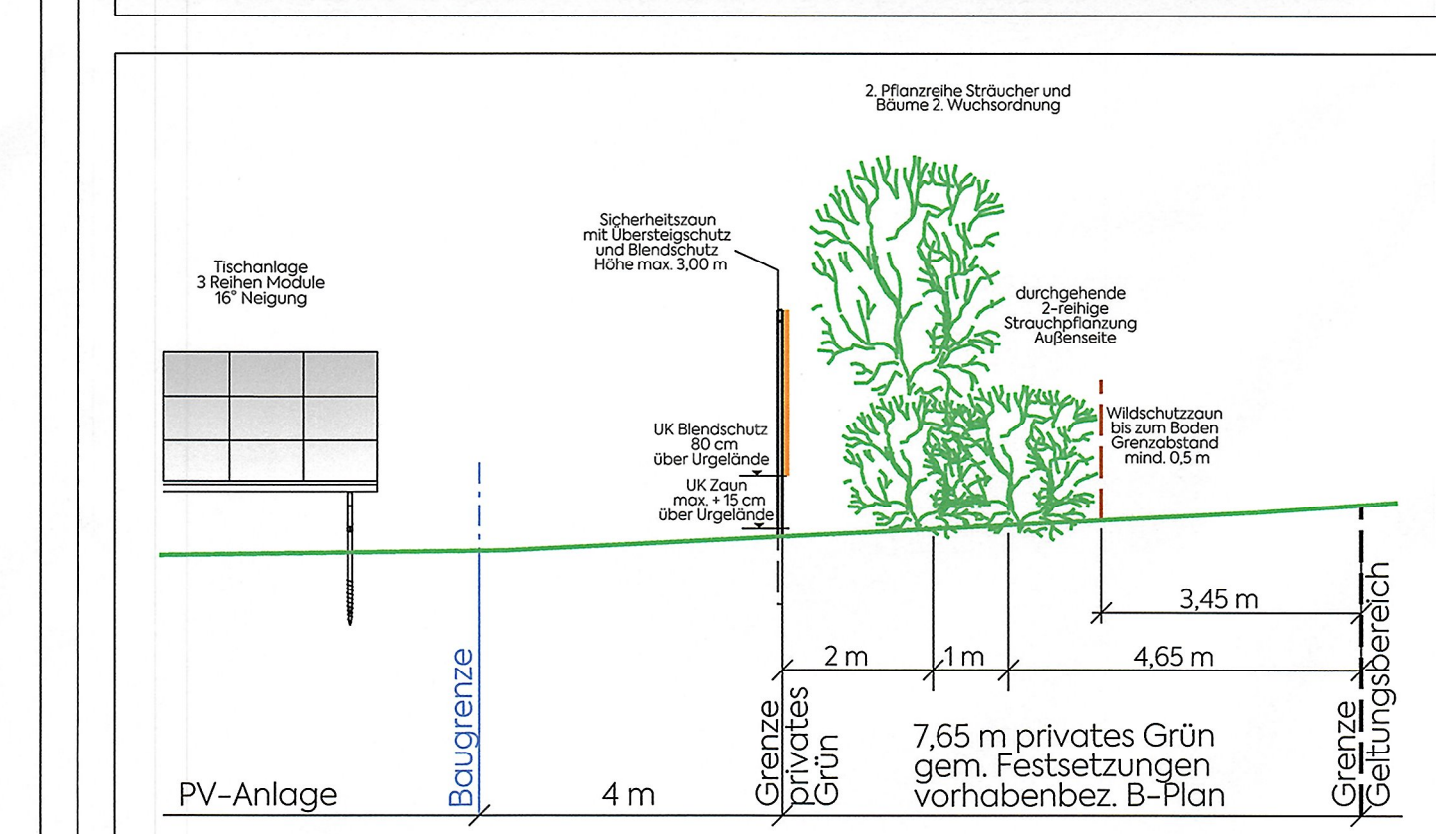 2. Pflanzreihe Sträucher und
Bäume 2. Wuchsordnung
Sicherheitszaun
mit Übersteigschutz
und Blendschutz
Höhe max. 3,00 m
Tischanlage
3 Reihen Module
16° Neigung
durchgehende
2-reihige
Strauchpflanzung
Außenseite
Wildschutzzaun
bis zum Boden
Grenzabstand
mind. 0,5 m
UK Blendschutz
80 cm
über Urgelände
UK Zaun
max. + 15 cm
über Urgelände
3,45 m
2 m
1 m
4,65 m
Baugrenze
Grenze
privates
Grün
7,65 m privates Grün
gem. Festsetzungen
vorhabenbez. B-Plan
Grenze
Geltungsbereich
PV-Anlage
4 m